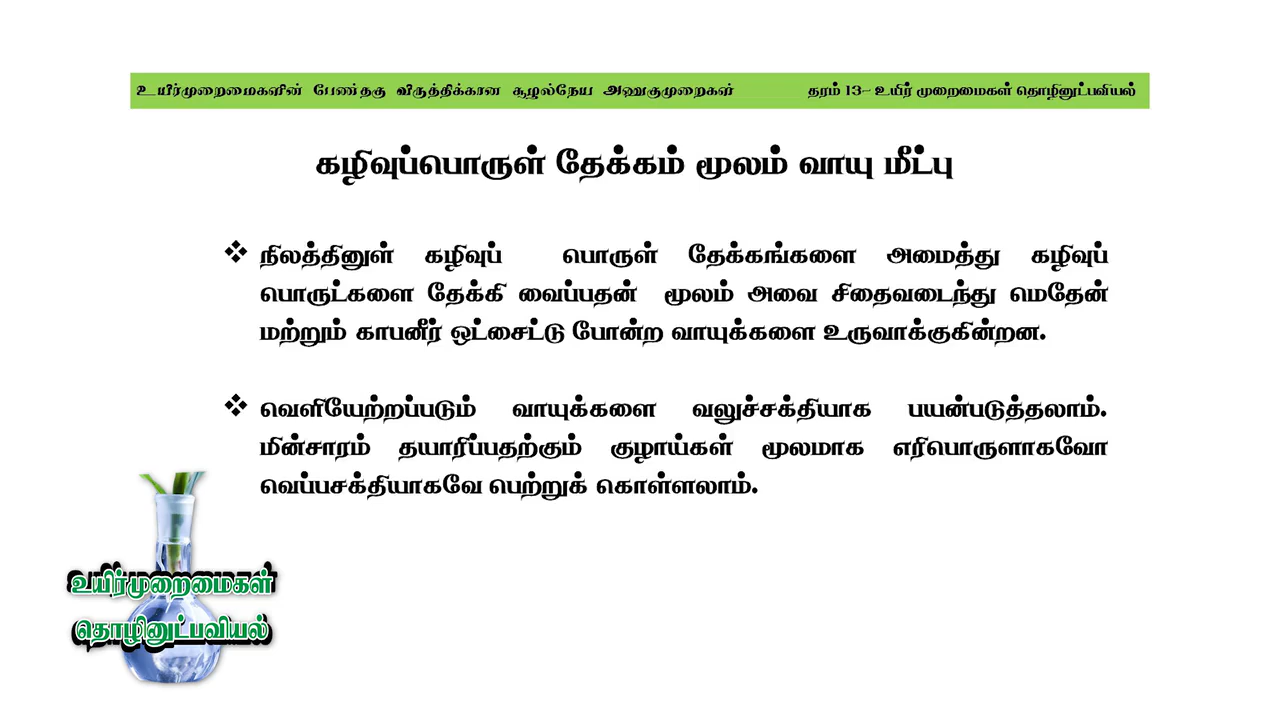 உயிர்முறைமைகளின் பேண்தகு விருத்திக்கான சூழல்நேய அணுகுமுறைகள் தரம் 13– உயிர் முறைமைகள் தொழினுட்பவியல்
கழிவுப்பொருள் தேக்கம் மூலம் வாயு மீட்பு
❖ நிலத்தினுள் கழிவுப் பொருள் தேக்கங்களை அமைத்து கழிவுப்
பொருட்களை தேக்கி வைப்பதன் மூலம் அவை சிதைவடைந்து மெதேன்
மற்றும் காபனீர் ஒட்சைட்டு போன்ற வாயுக்களை உருவாக்குகின்றன.
❖ வெளியேற்றப்படும் வாயுக்களை வலுச்சக்தியாக பயன்படுத்தலாம்.
மின்சாரம் தயாரிப்பதற்கும் குழாய்கள் மூலமாக எரிபொருளாகவோ
வெப்பசக்தியாகவே பெற்றுக் கொள்ளலாம்.
உயிர்முறைமைகள்
தொழினுட்பவியல்